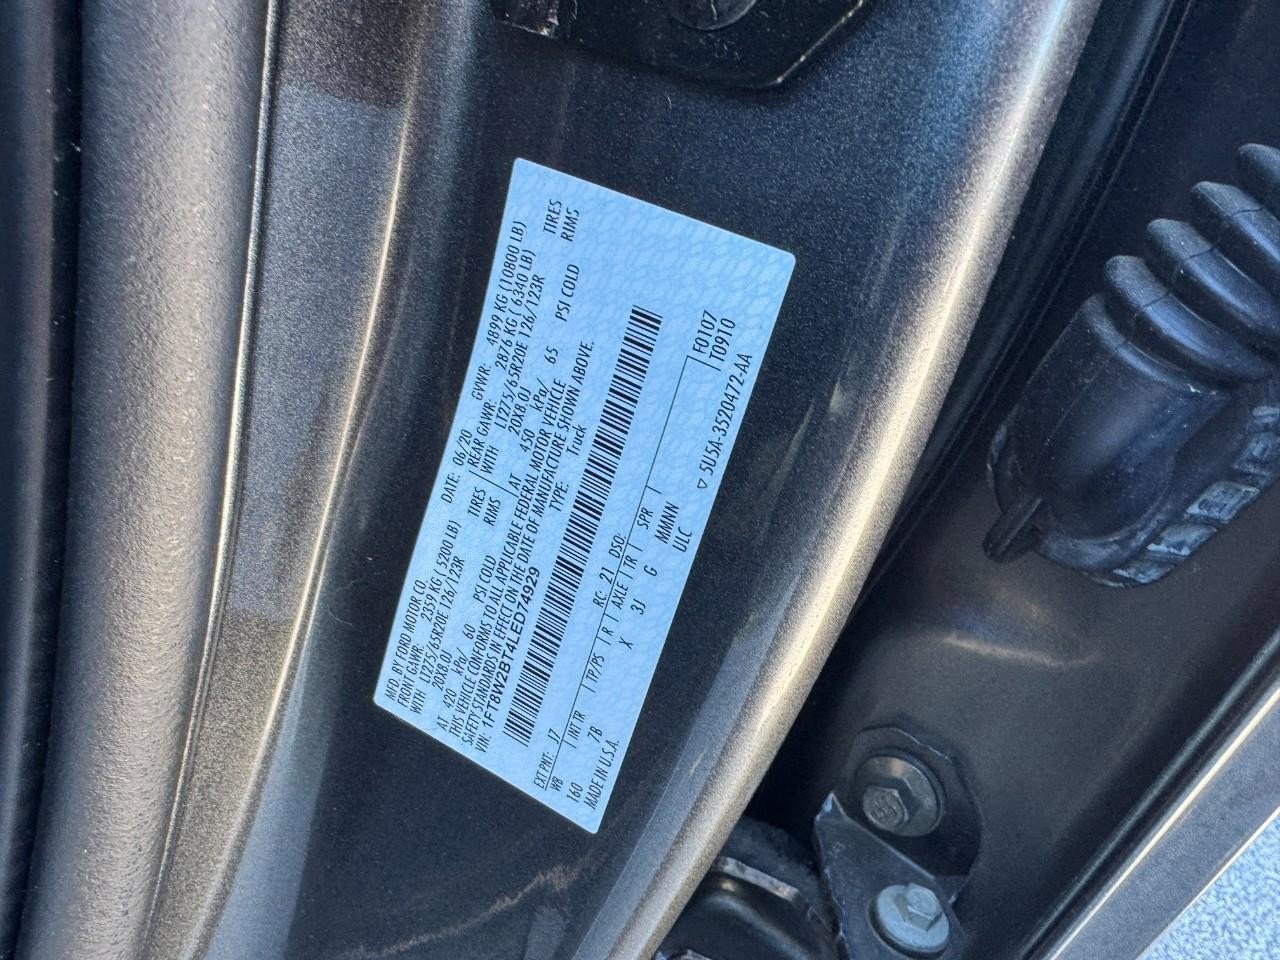 MFD. BY FORD MOTOR CO.
DATE: 06/20 GVWR: 4899 KG (10800 LB)
FRONT GAWR: 2359 KG ( 5200 LB) REAR GAWR: 2876 KG ( 6340 LB)
WITH LT275/65R20E 126/123R TIRES WITH LT275/65R20E 126/123R TIRES
20X8.0J RIMS 20X8.0J RIMS
AT 420 kPa/ 60 PSI COLD AT 450 kPa/ 65 PSI COLD
THIS VEHICLE CONFORMS TO ALL APPLICABLE FEDERAL MOTOR VEHICLE
SAFETY STANDARDS IN EFFECT ON THE DATE OF MANUFACTURE SHOWN ABOVE.
VIN: 1FT8W2BT4LED74929 TYPE: Truck
EXT PNT: J7 RC: 21 DSO: F0107
WB INT TR TP/PS R AXLE TR SPR T0910
160 7B X 3J G MMNN
MADE IN U.S.A. ULC
▽ 5U5A-3520472-AA